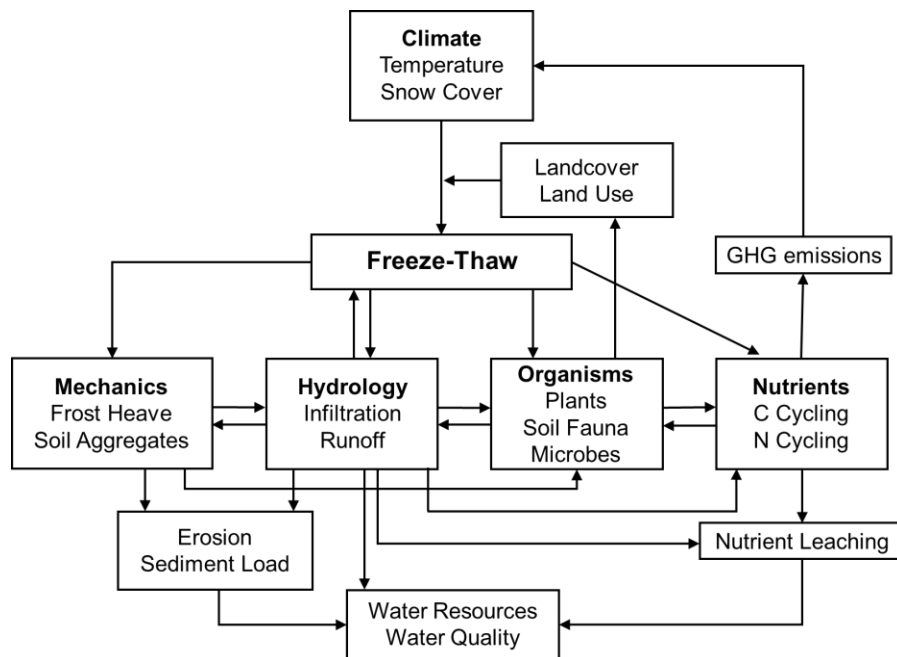 Climate
Temperature
Snow Cover
Landcover
Land Use
Freeze-Thaw
GHG emissions
Mechanics
Frost Heave
Soil Aggregates
Hydrology
Infiltration
Runoff
Organisms
Plants
Soil Fauna
Microbes
Nutrients
C Cycling
N Cycling
Erosion
Sediment Load
Nutrient Leaching
Water Resources
Water Quality